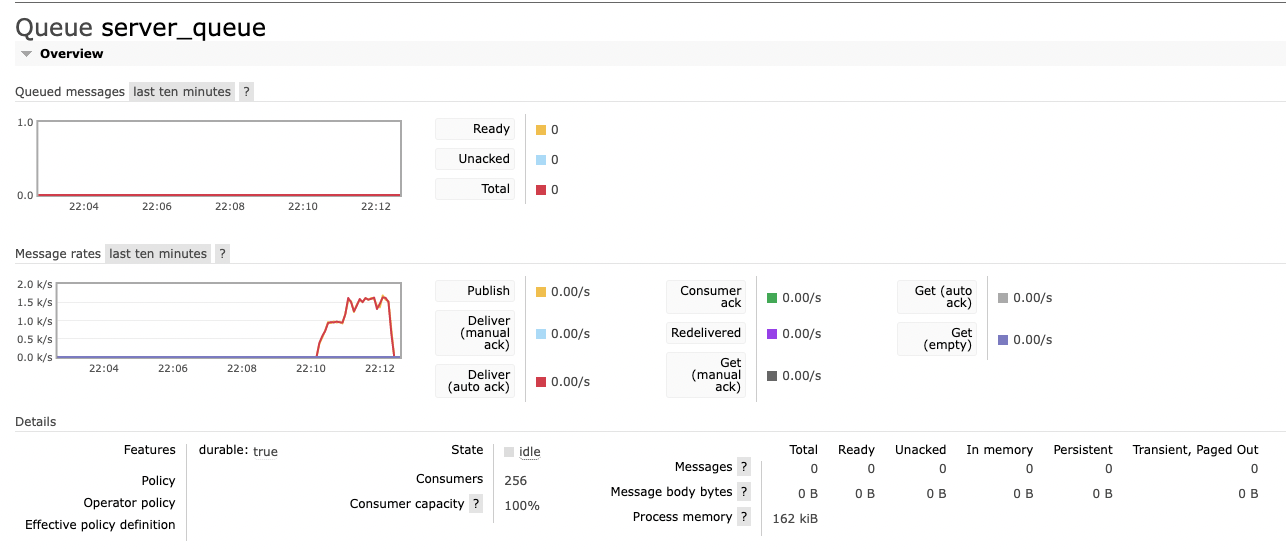 Queue server_queue
Overview
Queued messages last ten minutes ?
1.0
0.0
22:04 22:06 22:08 22:10 22:12
Ready 0
Unacked 0
Total 0
Message rates last ten minutes ?
2.0 k/s
1.5 k/s
1.0 k/s
0.5 k/s
0.0 k/s
22:04 22:06 22:08 22:10 22:12
Publish 0.00/s
Deliver
(manual
ack)
0.00/s
Deliver
(auto ack)
0.00/s
Consumer
ack
0.00/s
Redelivered 0.00/s
Get
(manual
ack)
0.00/s
Get (auto
ack)
0.00/s
Get
(empty)
0.00/s
Details
Features durable: true
Policy
Operator policy
Effective policy definition
State idle
Consumers 256
Consumer capacity ? 100%
Total Ready Unacked In memory Persistent Transient, Paged Out
Messages ? 0 0 0 0 0 0
Message body bytes ? 0 B 0 B 0 B 0 B 0 B 0 B
Process memory ? 162 kiB